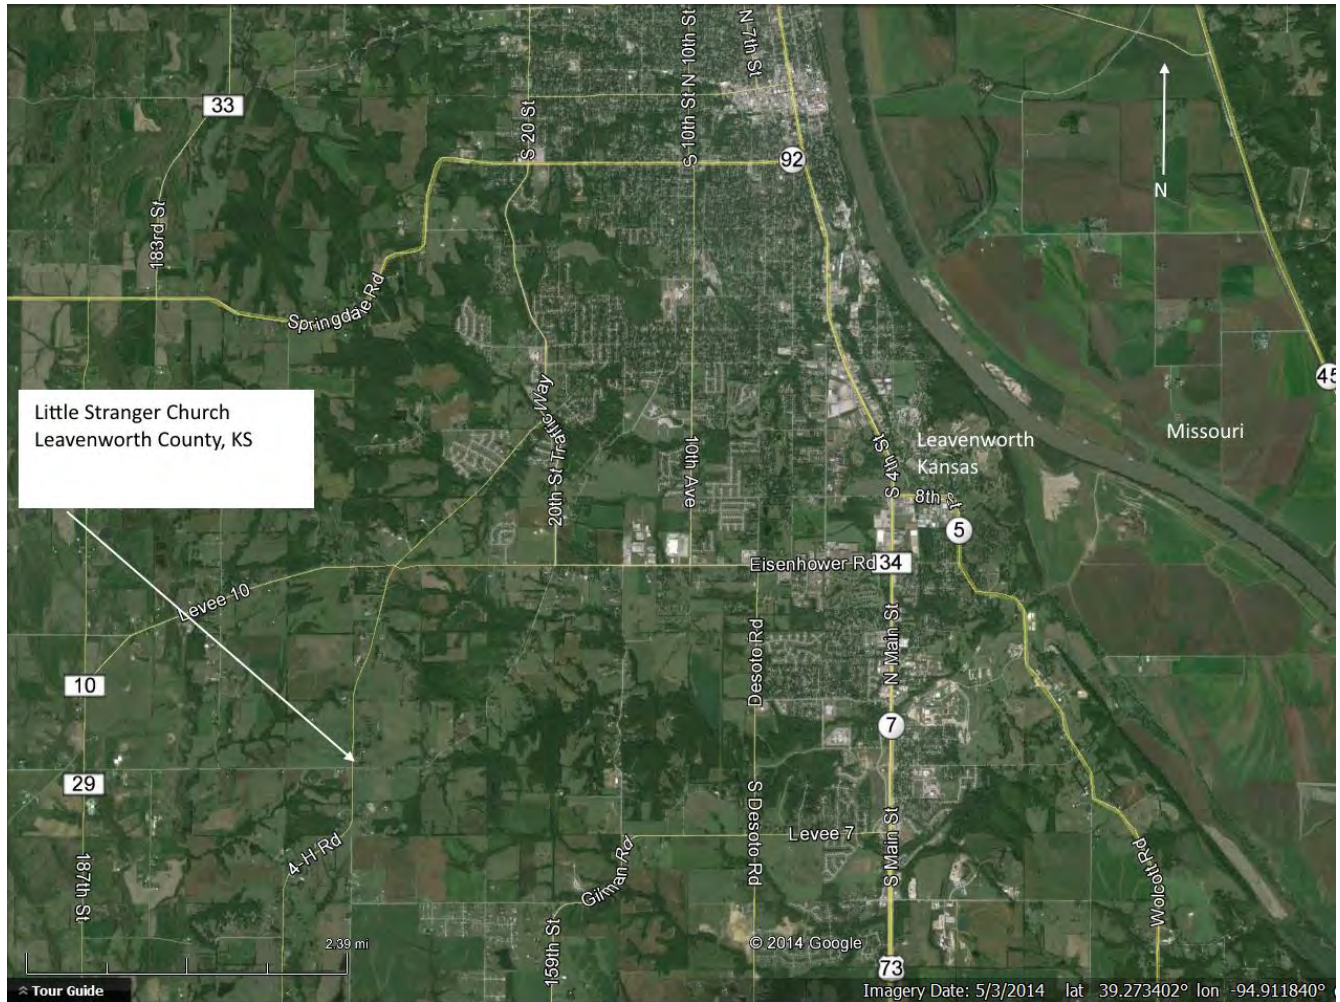 N 7th St
N 10th St
S 10th St
S 20 St
33
92
N
183rd St
Springdale Rd
45
Little Stranger Church
Leavenworth County, KS
20th St Traffic Way
10th Ave
S 4th St
Leavenworth
Kansas
Missouri
8th St
5
Eisenhower Rd
34
Levee 10
10
Desoto Rd
N Main St
7
29
4-H Rd
187th St
Gilman Rd
Levee 7
S Desoto Rd
S Main St
Wolcott Rd
159th St
2.39 mi
© 2014 Google
73
Tour Guide
Imagery Date: 5/3/2014 lat 39.273402° lon -94.911840°